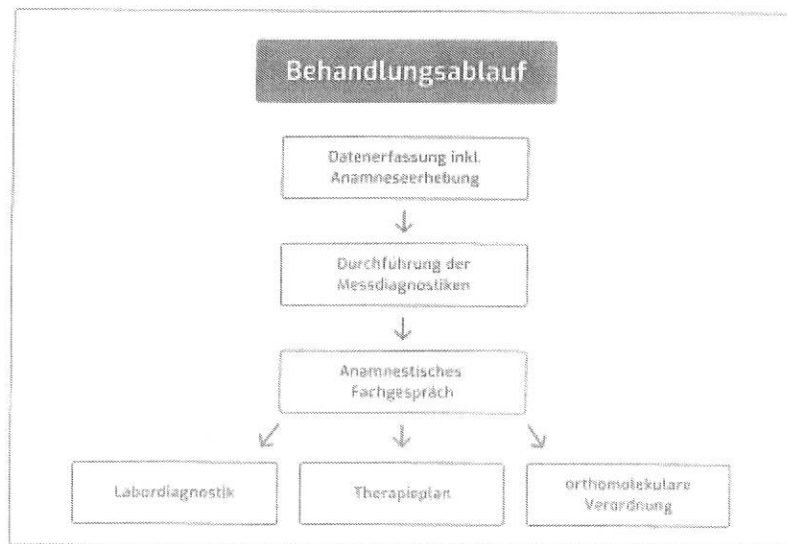 Behandlungsablauf
Datenerfassung inkl.
Anamneseerhebung
Durchführung der
Messdiagnostiken
Anamnestisches
Fachgespräch
Labordiagnostik
Therapieplan
orthomolekulare
Verordnung